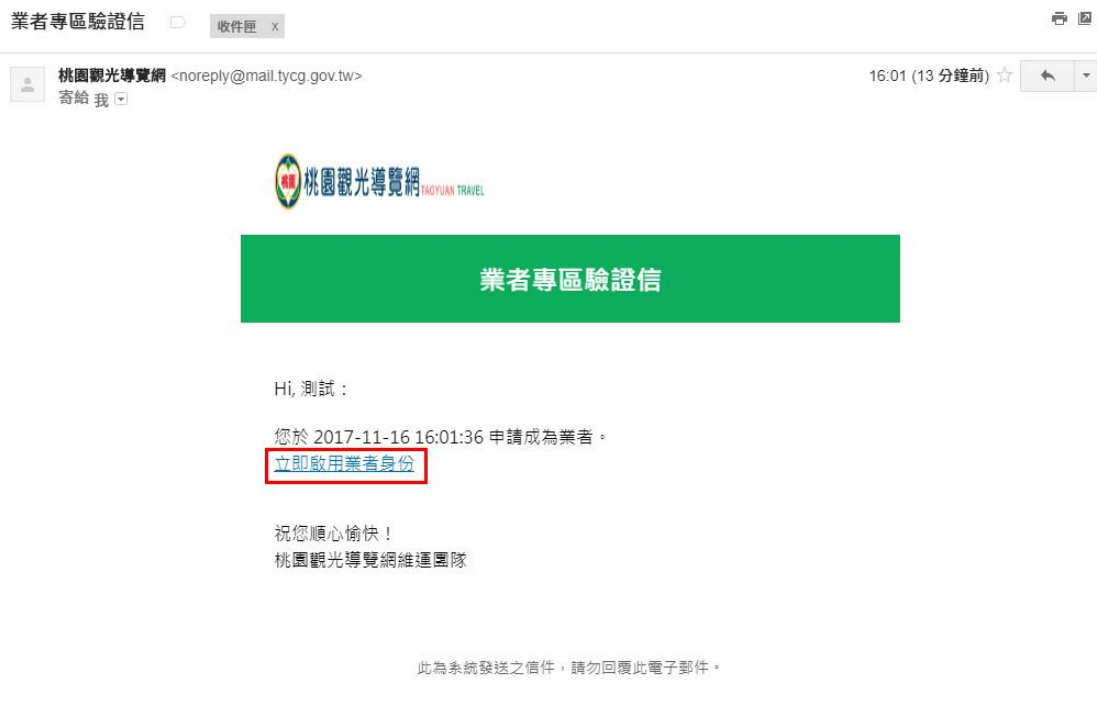 業者專區驗證信
收件匣 x
桃園觀光導覽網 <noreply@mail.tycg.gov.tw>
16:01 (13 分鐘前)
寄給 我
桃園
桃園觀光導覽網 TAOYUAN TRAVEL
業者專區驗證信
Hi, 測試：
您於 2017-11-16 16:01:36 申請成為業者。
立即啟用業者身份
祝您順心愉快！
桃園觀光導覽網維運團隊
此為系統發送之信件，請勿回覆此電子郵件。